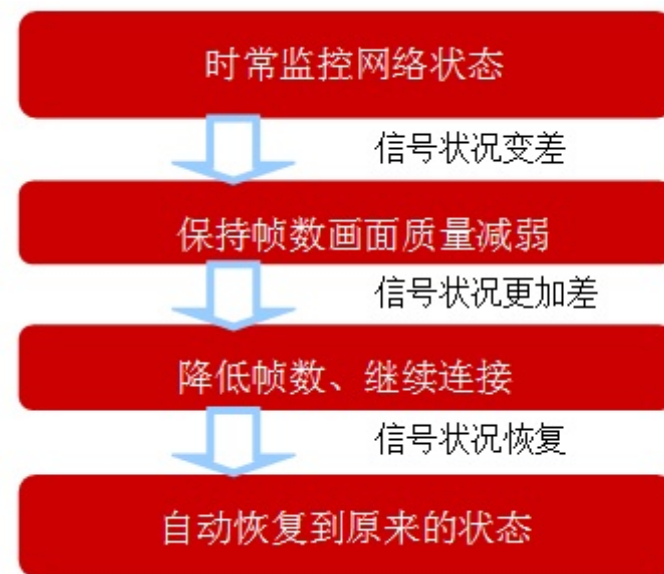 时常监控网络状态
信号状况变差
保持帧数画面质量减弱
信号状况更加差
降低帧数、继续连接
信号状况恢复
自动恢复到原来的状态